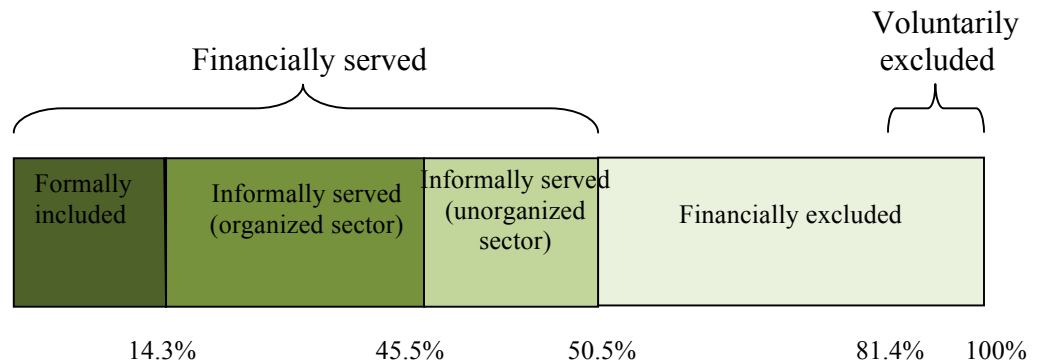 Voluntarily
excluded
Financially served
Formally
included
Informally served
(organized sector)
Informally served
(unorganized
sector)
Financially excluded
14.3%
45.5%
50.5%
81.4%
100%